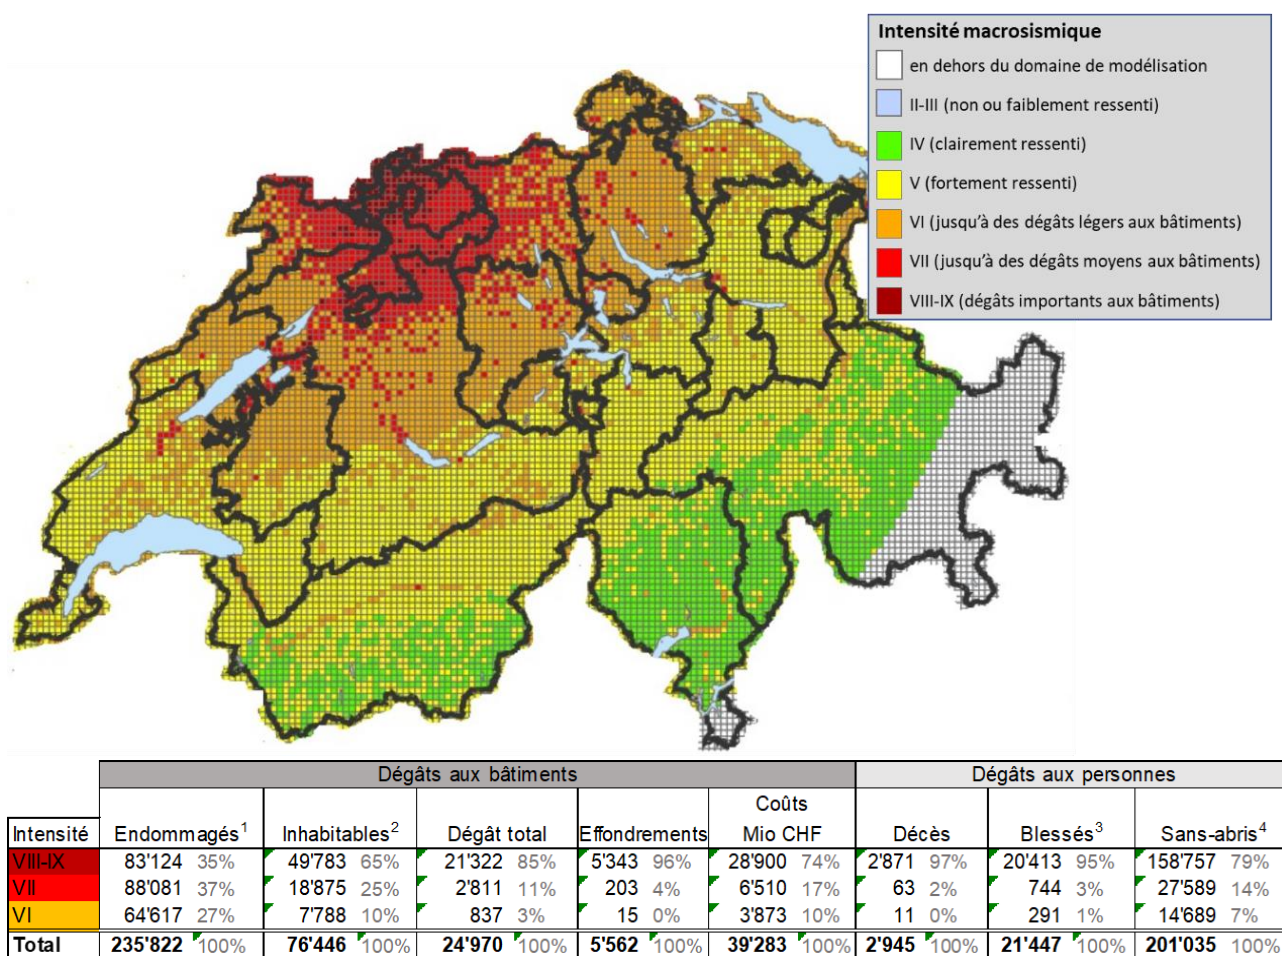 Intensité macrosismique
en dehors du domaine de modélisation
II-III (non ou faiblement ressenti)
IV (clairement ressenti)
V (fortement ressenti)
VI (jusqu'à des dégâts légers aux bâtiments)
VII (jusqu'à des dégâts moyens aux bâtiments)
VIII-IX (dégâts importants aux bâtiments)
Dégâts aux bâtiments Dégâts aux personnes
Intensité Endommagés¹ Inhabitables² Dégât total Effondrements Coûts Mio CHF Décès Blessés³ Sans-abris⁴
VIII-IX 83'124 35% 49'783 65% 21'322 85% 5'343 96% 28'900 74% 2'871 97% 20'413 95% 158'757 79%
VII 88'081 37% 18'875 25% 2'811 11% 203 4% 6'510 17% 63 2% 744 3% 27'589 14%
VI 64'617 27% 7'788 10% 837 3% 15 0% 3'873 10% 11 0% 291 1% 14'689 7%
Total 235'822 100% 76'446 100% 24'970 100% 5'562 100% 39'283 100% 2'945 100% 21'447 100% 201'035 100%